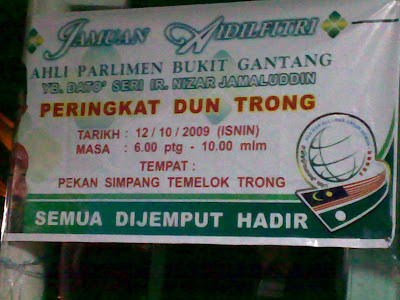 Jamuan Aidilfitri
AHLI PARLIMEN BUKIT GANTANG
YB. DATO' SERI IR. NIZAR JAMALUDDIN
PERINGKAT DUN TRONG
TARIKH : 12 / 10 / 2009 (ISNIN)
MASA : 6.00 ptg - 10.00 mlm
TEMPAT :
PEKAN SIMPANG TEMELOK TRONG
SEMUA DIJEMPUT HADIR